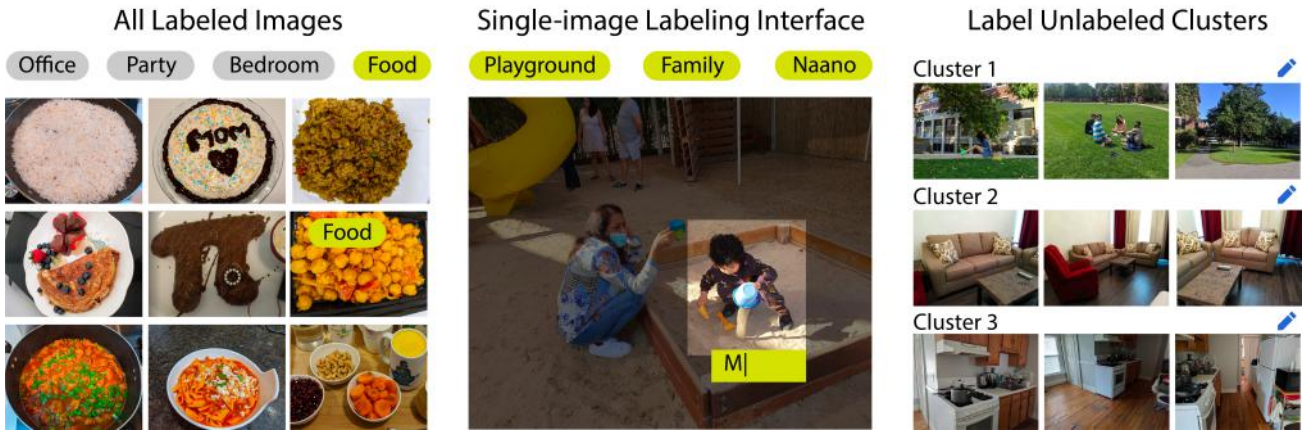 All Labeled Images
Office Party Bedroom Food
MOM
Food
Single-image Labeling Interface
Playground Family Naano
M
Label Unlabeled Clusters
Cluster 1
Cluster 2
Cluster 3